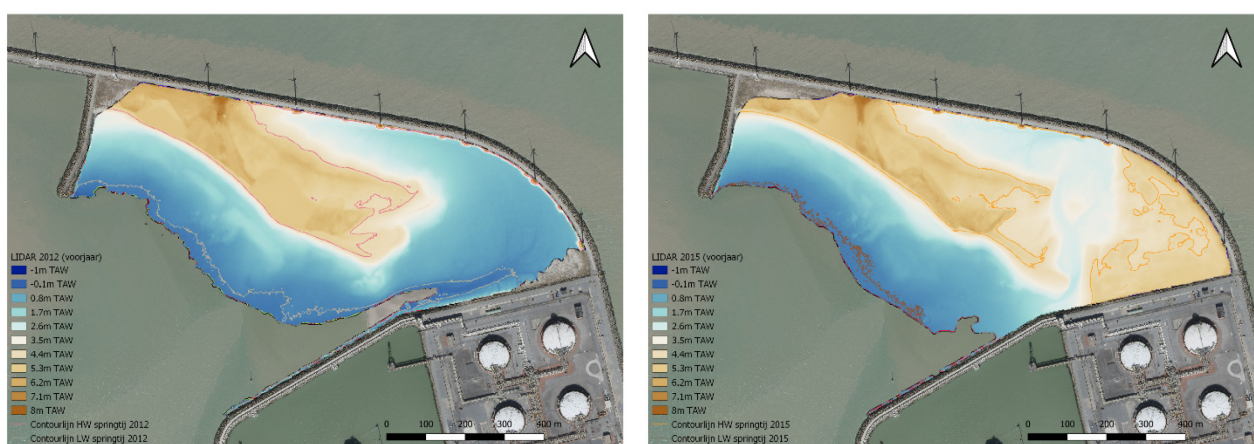 LIDAR 2012 (voorjaar)
-1m TAW
-0.1m TAW
0.8m TAW
1.7m TAW
2.6m TAW
3.5m TAW
4.4m TAW
5.3m TAW
6.2m TAW
7.1m TAW
8m TAW
Contourlijn HW springtij 2012
Contourlijn LW springtij 2012
0 100 200 300 400 m
LIDAR 2015 (voorjaar)
-1m TAW
-0.1m TAW
0.8m TAW
1.7m TAW
2.6m TAW
3.5m TAW
4.4m TAW
5.3m TAW
6.2m TAW
7.1m TAW
8m TAW
Contourlijn HW springtij 2015
Contourlijn LW springtij 2015
0 100 200 300 400 m